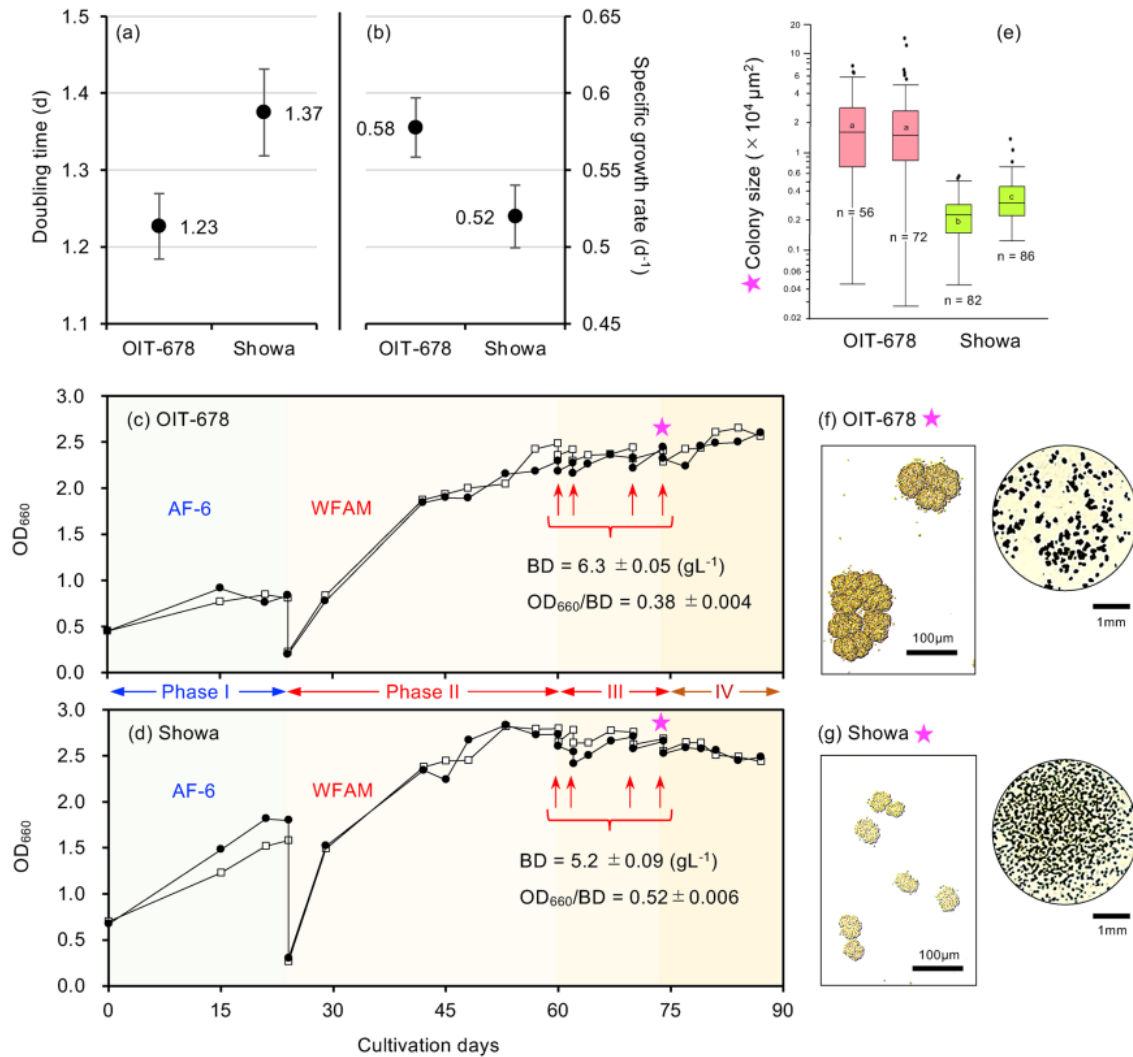 (a)
1.5
1.4
1.3
1.2
1.1
Doubling time (d)
1.23
1.37
OIT-678 Showa
(b)
0.65
0.6
0.55
0.5
0.45
Specific growth rate (d-1)
0.58
0.52
OIT-678 Showa
(e)
20
10
6
4
2
1
0.6
0.4
0.2
0.1
0.06
0.04
0.02
★ Colony size (×10⁴ μm²)
a
a
b
c
n = 56
n = 72
n = 82
n = 86
OIT-678 Showa
(c) OIT-678
3.0
2.5
2.0
1.5
1.0
0.5
0.0
OD660
AF-6
WFAM
BD = 6.3 ±0.05 (gL-1)
OD660/BD = 0.38 ±0.004
Phase I Phase II III IV
(d) Showa
3.0
2.5
2.0
1.5
1.0
0.5
0.0
OD660
AF-6
WFAM
BD = 5.2 ±0.09 (gL-1)
OD660/BD = 0.52±0.006
0 15 30 45 60 75 90
Cultivation days
(f) OIT-678 ★
100μm
1mm
(g) Showa ★
100μm
1mm